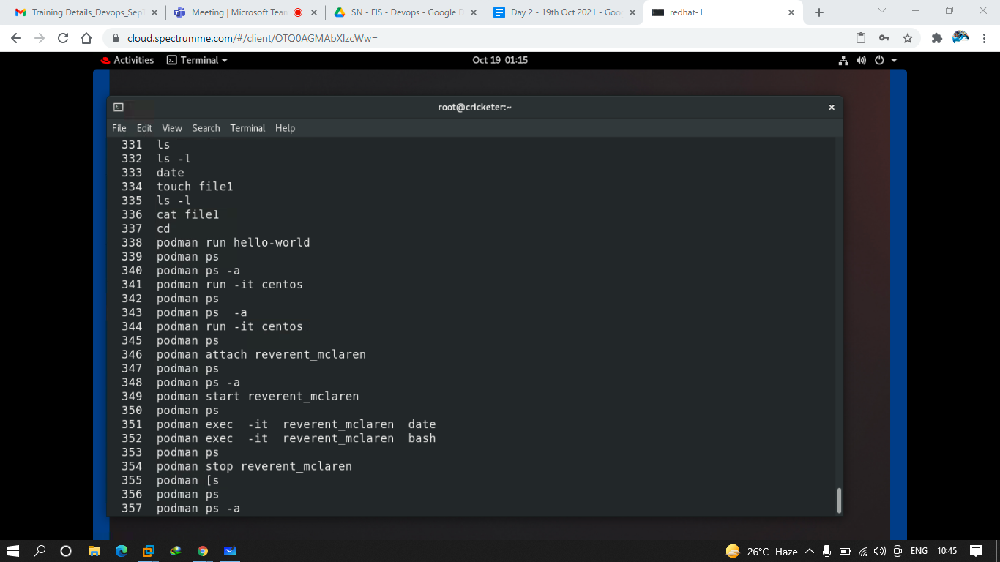 Training Details_Devops_Sep
Meeting | Microsoft Tean
SN - FIS - Devops - Google D
Day 2 - 19th Oct 2021 - Goo
redhat-1
cloud.spectrumme.com/#/client/OTQ0AGMAbXlzcWw=
Activities Terminal Oct 19 01:15
root@cricketer:~
File Edit View Search Terminal Help
331 ls
332 ls -l
333 date
334 touch file1
335 ls -l
336 cat file1
337 cd
338 podman run hello-world
339 podman ps
340 podman ps -a
341 podman run -it centos
342 podman ps
343 podman ps  -a
344 podman run -it centos
345 podman ps
346 podman attach reverent_mclaren
347 podman ps
348 podman ps -a
349 podman start reverent_mclaren
350 podman ps
351 podman exec  -it  reverent_mclaren  date
352 podman exec  -it  reverent_mclaren  bash
353 podman ps
354 podman stop reverent_mclaren
355 podman [s
356 podman ps
357 podman ps -a
26°C Haze ENG 10:45